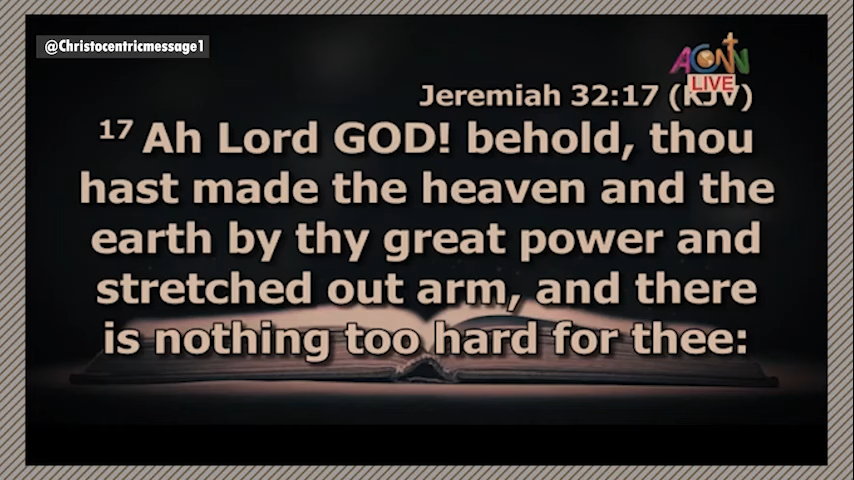 @Christocentricmessage1
ACNN
LIVE
Jeremiah 32:17 (KJV)
17 Ah Lord GOD! behold, thou
hast made the heaven and the
earth by thy great power and
stretched out arm, and there
is nothing too hard for thee: